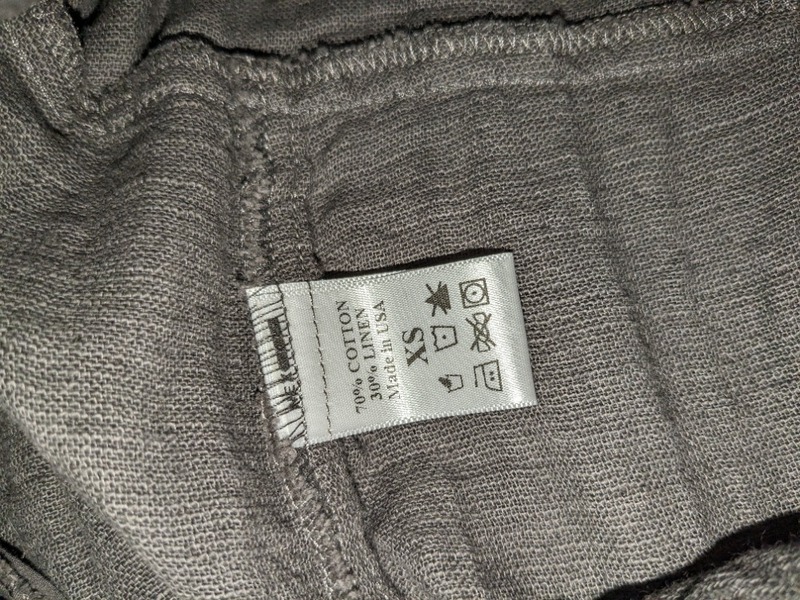 70% COTTON
30% LINEN
Made in USA
XS